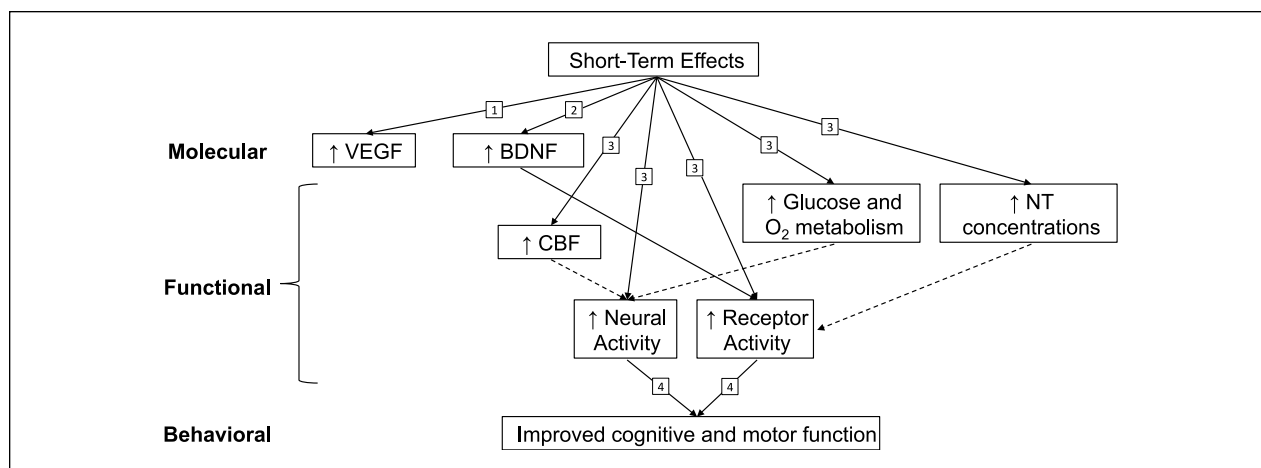 Short-Term Effects
1
2
3
3
3
3
3
Molecular
↑ VEGF
↑ BDNF
↑ Glucose and
O₂ metabolism
↑ NT
concentrations
↑ CBF
Functional
↑ Neural
Activity
↑ Receptor
Activity
4
4
Behavioral
Improved cognitive and motor function